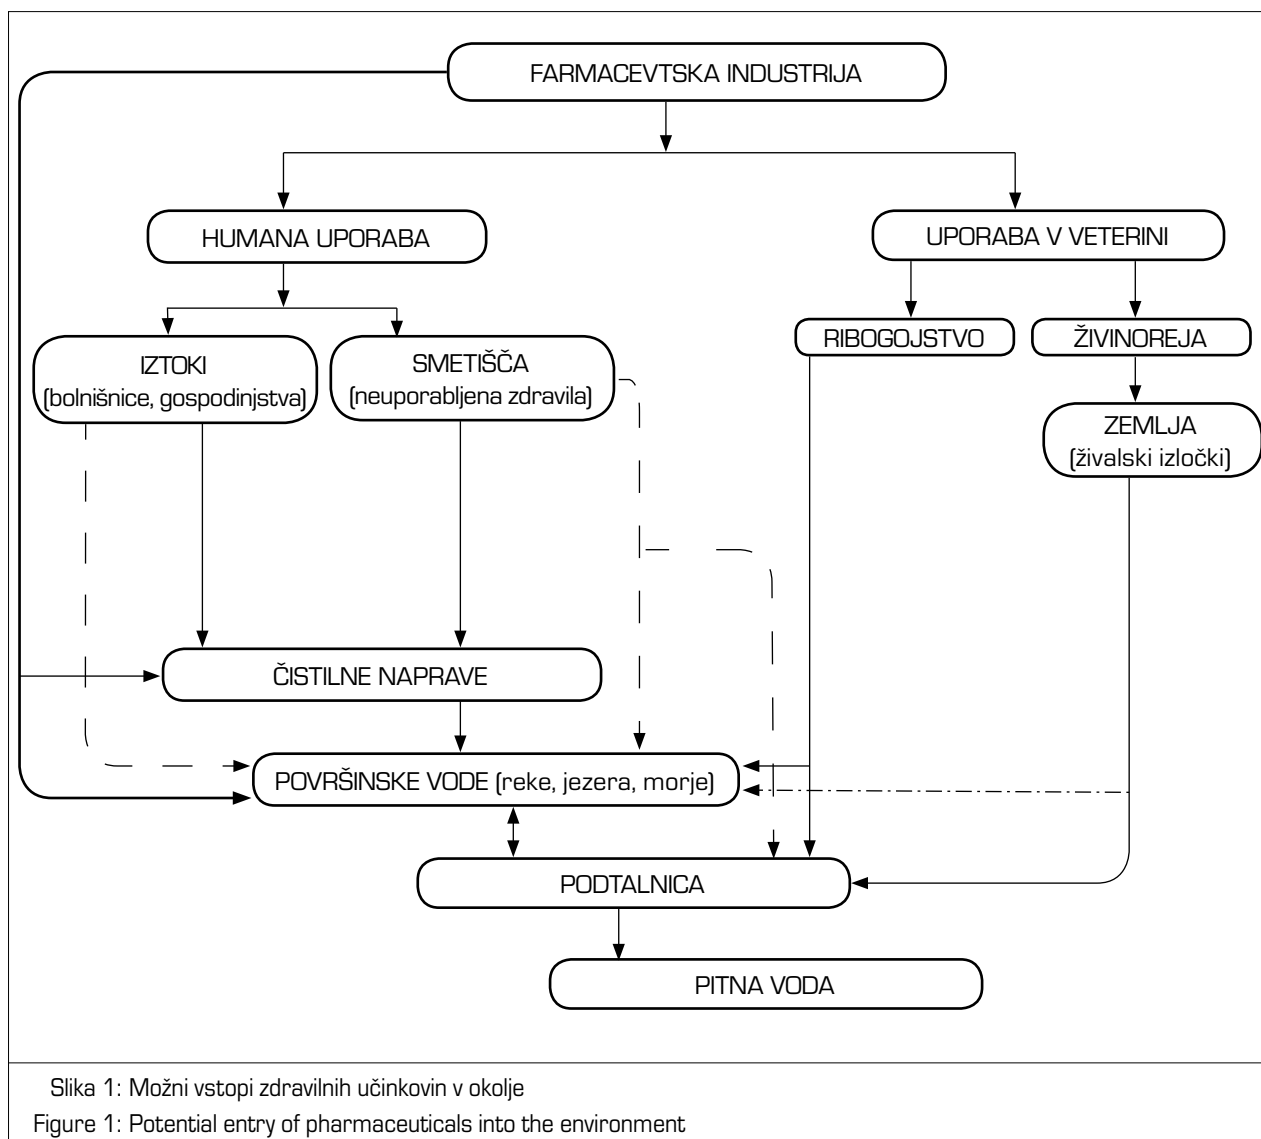 FARMACEVTSKA INDUSTRIJA
HUMANA UPORABA
UPORABA V VETERINI
IZTOKI
(bolnišnice, gospodinjstva)
SMETIŠČA
(neuporabljena zdravila)
RIBOGOJSTVO
ŽIVINOREJA
ZEMLJA
(živalski izločki)
ČISTILNE NAPRAVE
POVRŠINSKE VODE (reke, jezera, morje)
PODTALNICA
PITNA VODA
Slika 1: Možni vstopi zdravilnih učinkovin v okolje
Figure 1: Potential entry of pharmaceuticals into the environment